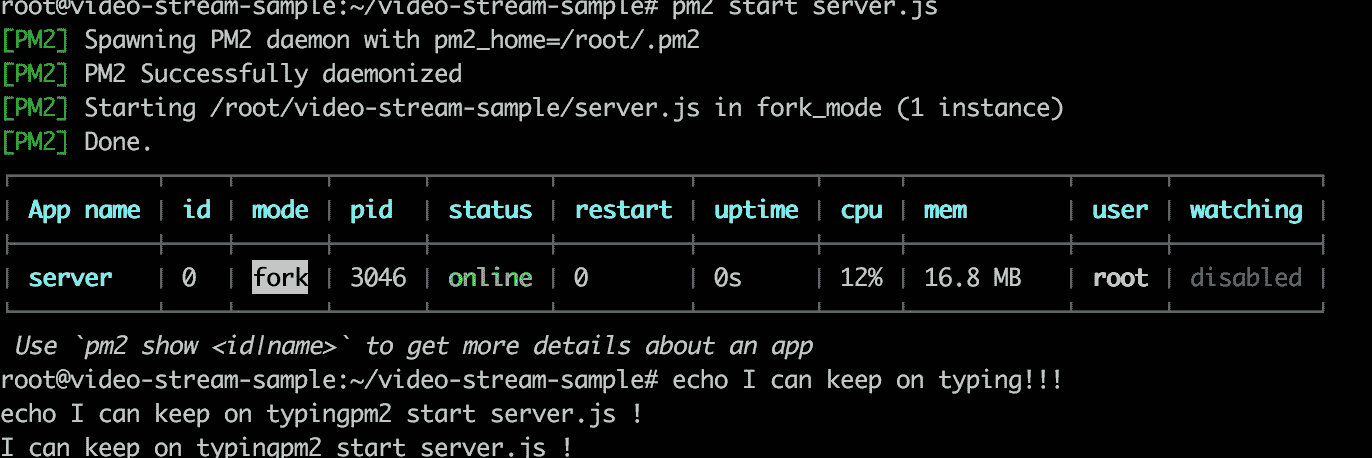 root@video-stream-sample:~/video-stream-sample# pm2 start server.js
[PM2] Spawning PM2 daemon with pm2_home=/root/.pm2
[PM2] PM2 Successfully daemonized
[PM2] Starting /root/video-stream-sample/server.js in fork_mode (1 instance)
[PM2] Done.
App name | id | mode | pid | status | restart | uptime | cpu | mem | user | watching
server | 0 | fork | 3046 | online | 0 | 0s | 12% | 16.8 MB | root | disabled
Use `pm2 show <id|name>` to get more details about an app
root@video-stream-sample:~/video-stream-sample# echo I can keep on typing!!!
echo I can keep on typingpm2 start server.js !
I can keep on typingpm2 start server.js !